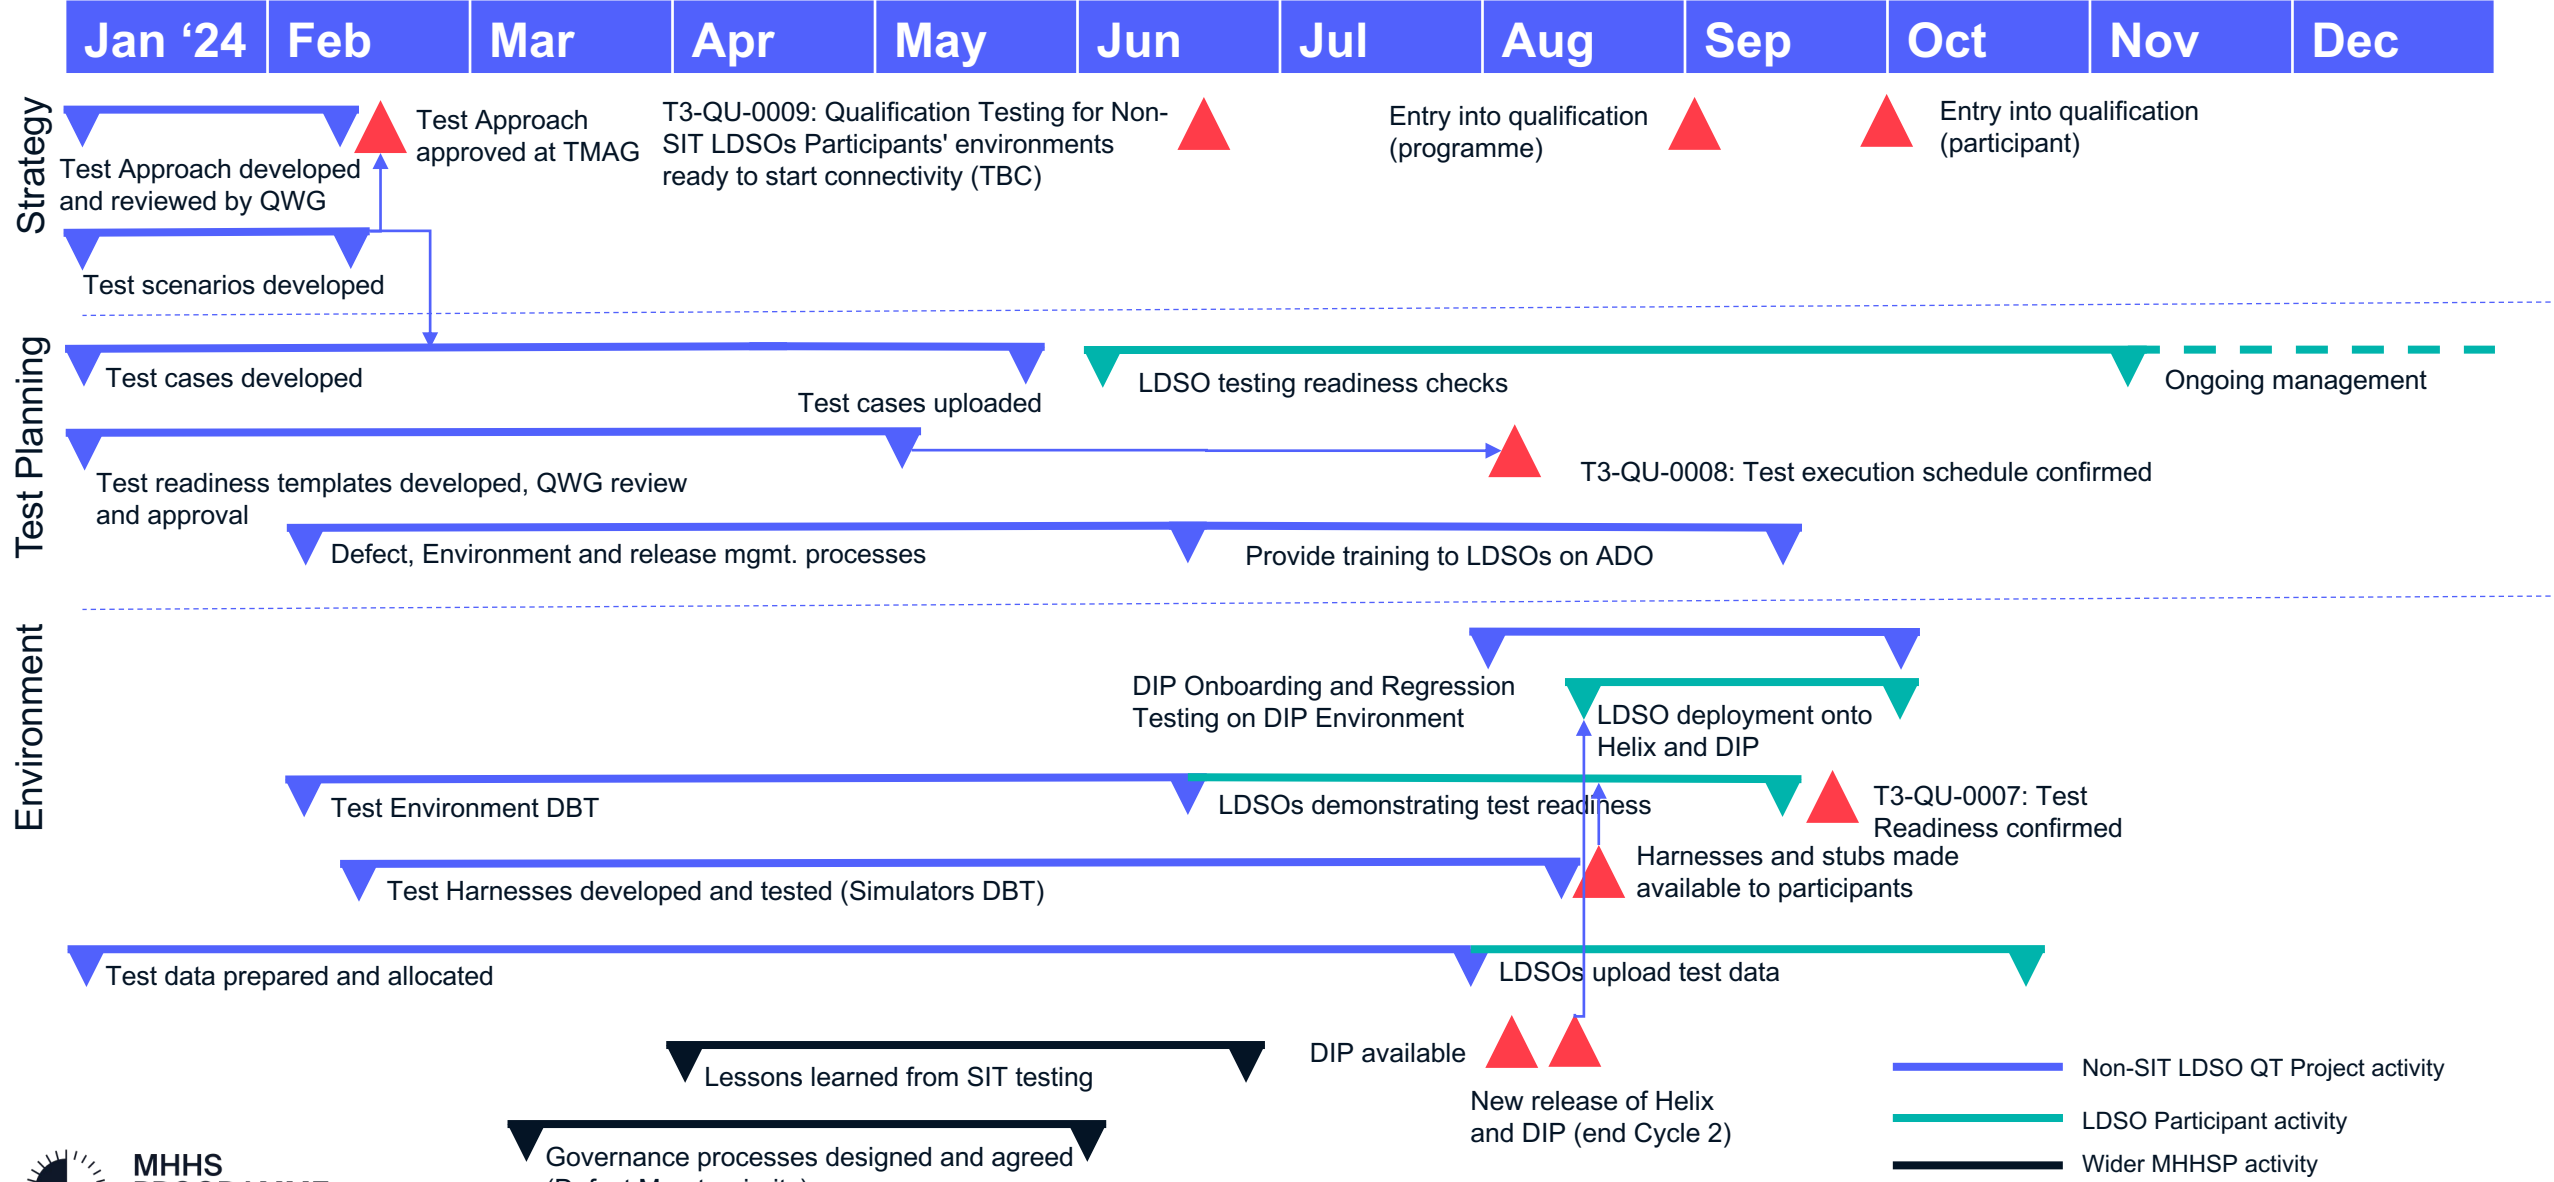 Jan ‘24 Feb Mar Apr May Jun Jul Aug Sep Oct Nov Dec
Strategy
Test Approach developed
and reviewed by QWG
Test Approach
approved at TMAG
T3-QU-0009: Qualification Testing for Non-
SIT LDSOs Participants' environments
ready to start connectivity (TBC)
Entry into qualification
(programme)
Entry into qualification
(participant)
Test scenarios developed
Test Planning
Test cases developed
Test cases uploaded
LDSO testing readiness checks
Ongoing management
Test readiness templates developed, QWG review
and approval
T3-QU-0008: Test execution schedule confirmed
Defect, Environment and release mgmt. processes
Provide training to LDSOs on ADO
Environment
DIP Onboarding and Regression
Testing on DIP Environment
LDSO deployment onto
Helix and DIP
Test Environment DBT
LDSOs demonstrating test readiness
T3-QU-0007: Test
Readiness confirmed
Test Harnesses developed and tested (Simulators DBT)
Harnesses and stubs made
available to participants
Test data prepared and allocated
LDSOs upload test data
Lessons learned from SIT testing
DIP available
New release of Helix
and DIP (end Cycle 2)
Governance processes designed and agreed
Non-SIT LDSO QT Project activity
LDSO Participant activity
Wider MHHSP activity
MHHS
PROGRAMME